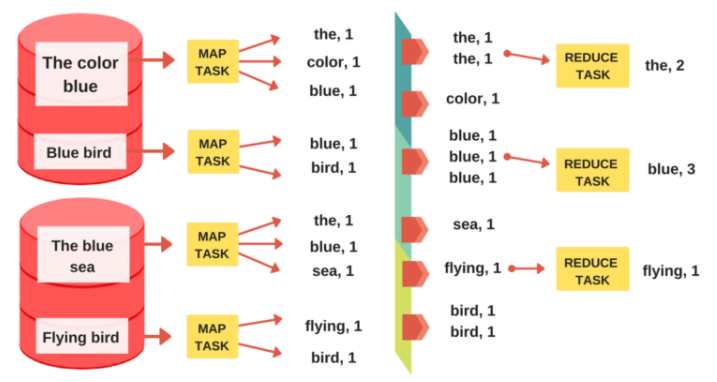 The color
blue
MAP
TASK
the, 1
color, 1
blue, 1
Blue bird
MAP
TASK
blue, 1
bird, 1
The blue
sea
MAP
TASK
the, 1
blue, 1
sea, 1
Flying bird
MAP
TASK
flying, 1
bird, 1
the, 1
the, 1
REDUCE
TASK
the, 2
color, 1
blue, 1
blue, 1
blue, 1
REDUCE
TASK
blue, 3
sea, 1
flying, 1
REDUCE
TASK
flying, 1
bird, 1
bird, 1